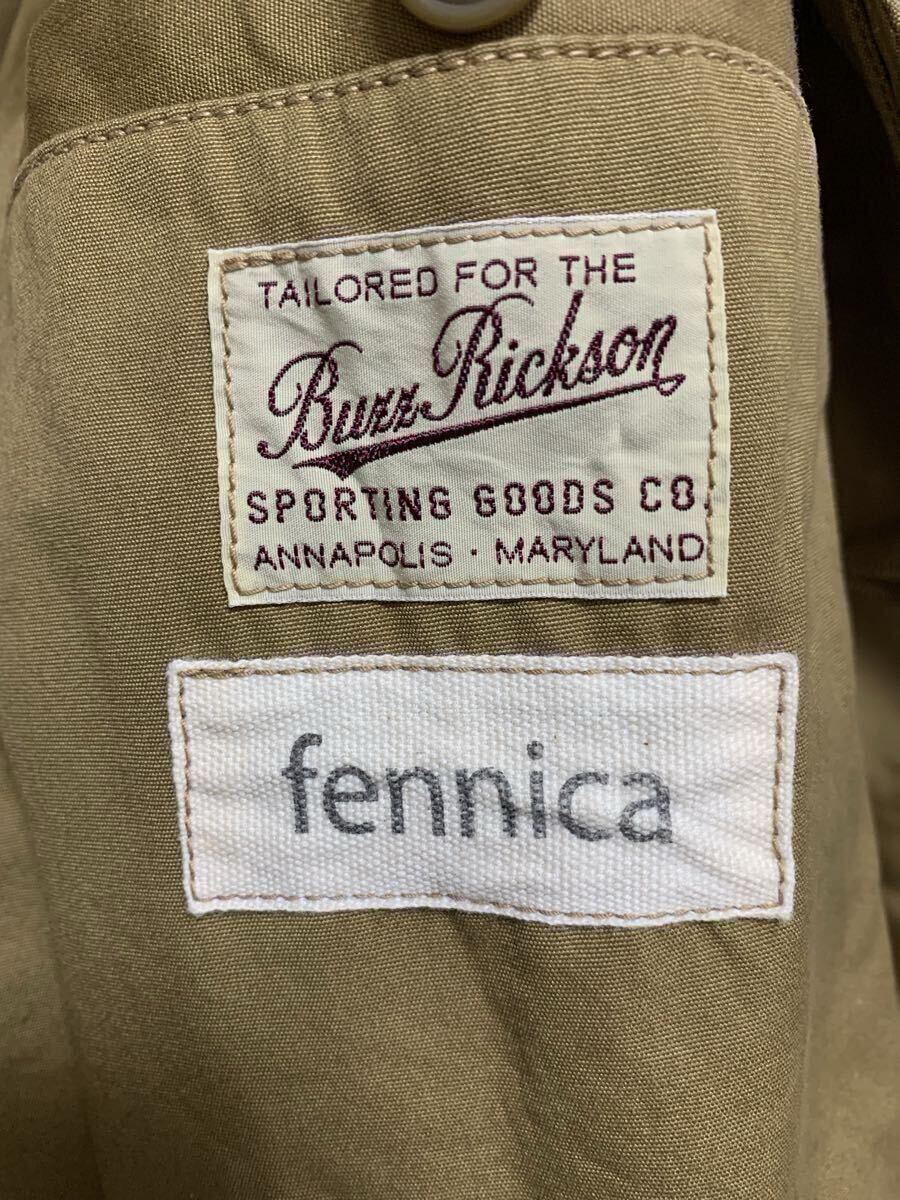 TAILORED FOR THE
Buzz Rickson
SPORTING GOODS CO.
ANNAPOLIS · MARYLAND
fennica